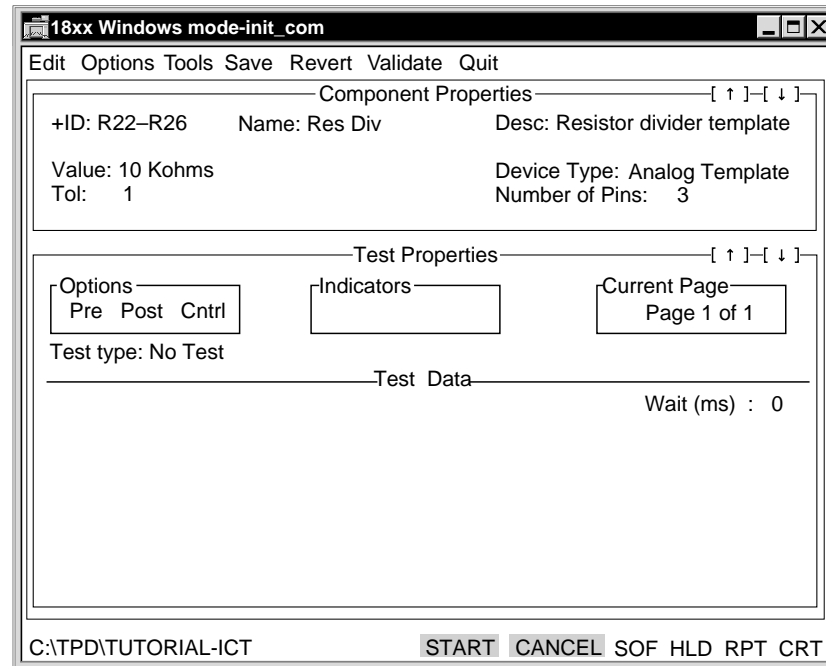 18xx Windows mode-init_com
Edit Options Tools Save Revert Validate Quit
Component Properties [ ↑ ]–[ ↓ ]
+ID: R22–R26 Name: Res Div Desc: Resistor divider template
Value: 10 Kohms Device Type: Analog Template
Tol: 1 Number of Pins: 3
Test Properties [ ↑ ]–[ ↓ ]
Options Indicators Current Page
Pre Post Cntrl Page 1 of 1
Test type: No Test
Test Data
Wait (ms) : 0
C:\TPD\TUTORIAL-ICT START CANCEL SOF HLD RPT CRT